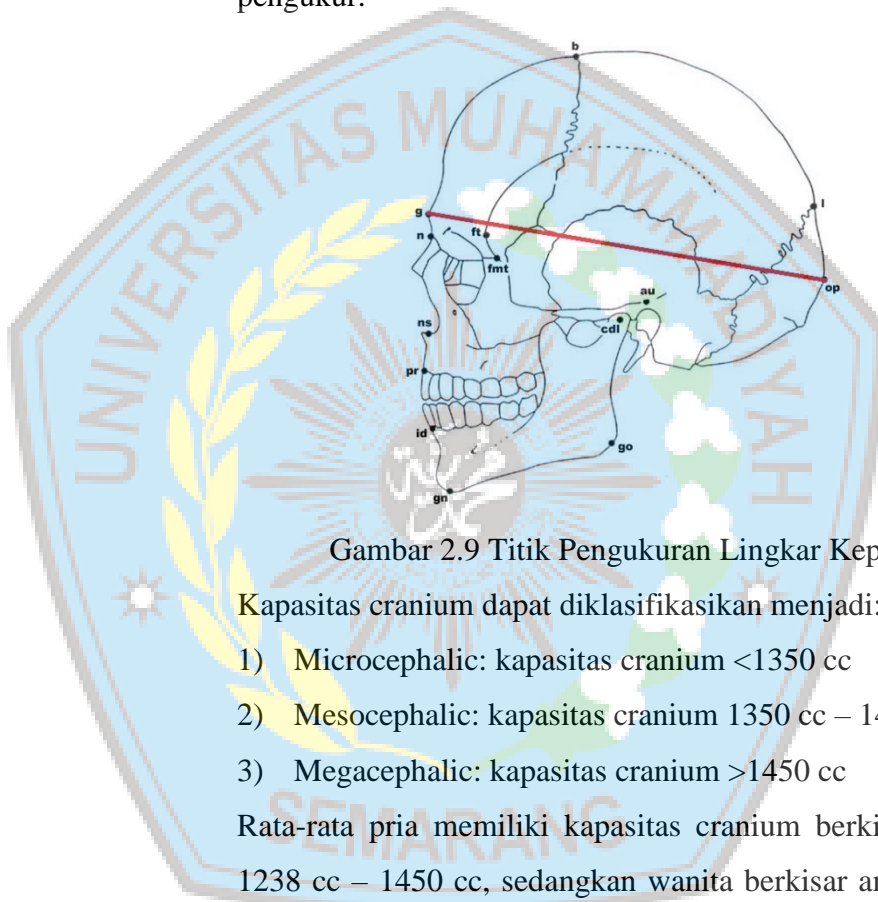 pengukur.
b
g
n
ft
fmt
l
op
au
cdl
ns
pr
id
go
gn
UNIVERSITAS MUHAMMADIYAH
SEMARANG
Gambar 2.9 Titik Pengukuran Lingkar Kep
Kapasitas cranium dapat diklasifikasikan menjadi:
1) Microcephalic: kapasitas cranium <1350 cc
2) Mesocephalic: kapasitas cranium 1350 cc – 14
3) Megacephalic: kapasitas cranium >1450 cc
Rata-rata pria memiliki kapasitas cranium berki
1238 cc – 1450 cc, sedangkan wanita berkisar an